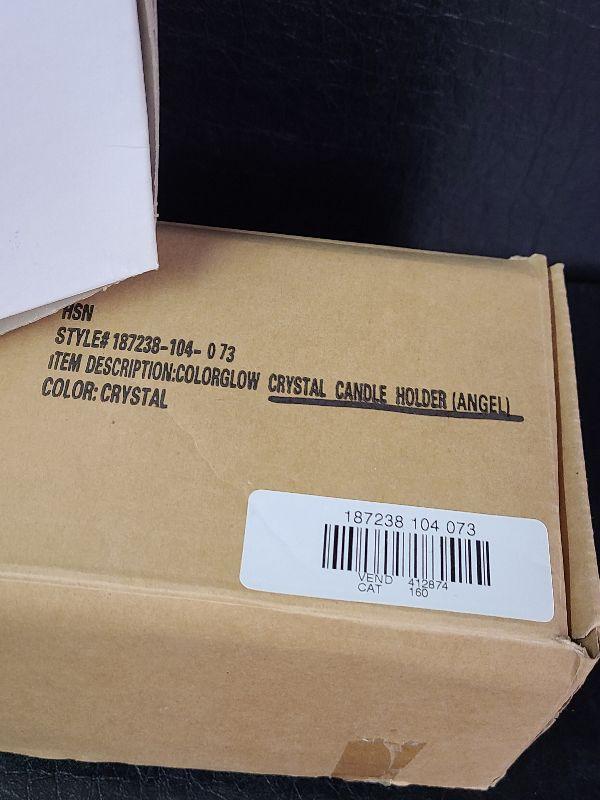 HSN
STYLE# 187238-104- 0 73
ITEM DESCRIPTION:COLORGLOW CRYSTAL CANDLE HOLDER (ANGEL)
COLOR: CRYSTAL
187238 104 073
VEND 412874
CAT 160